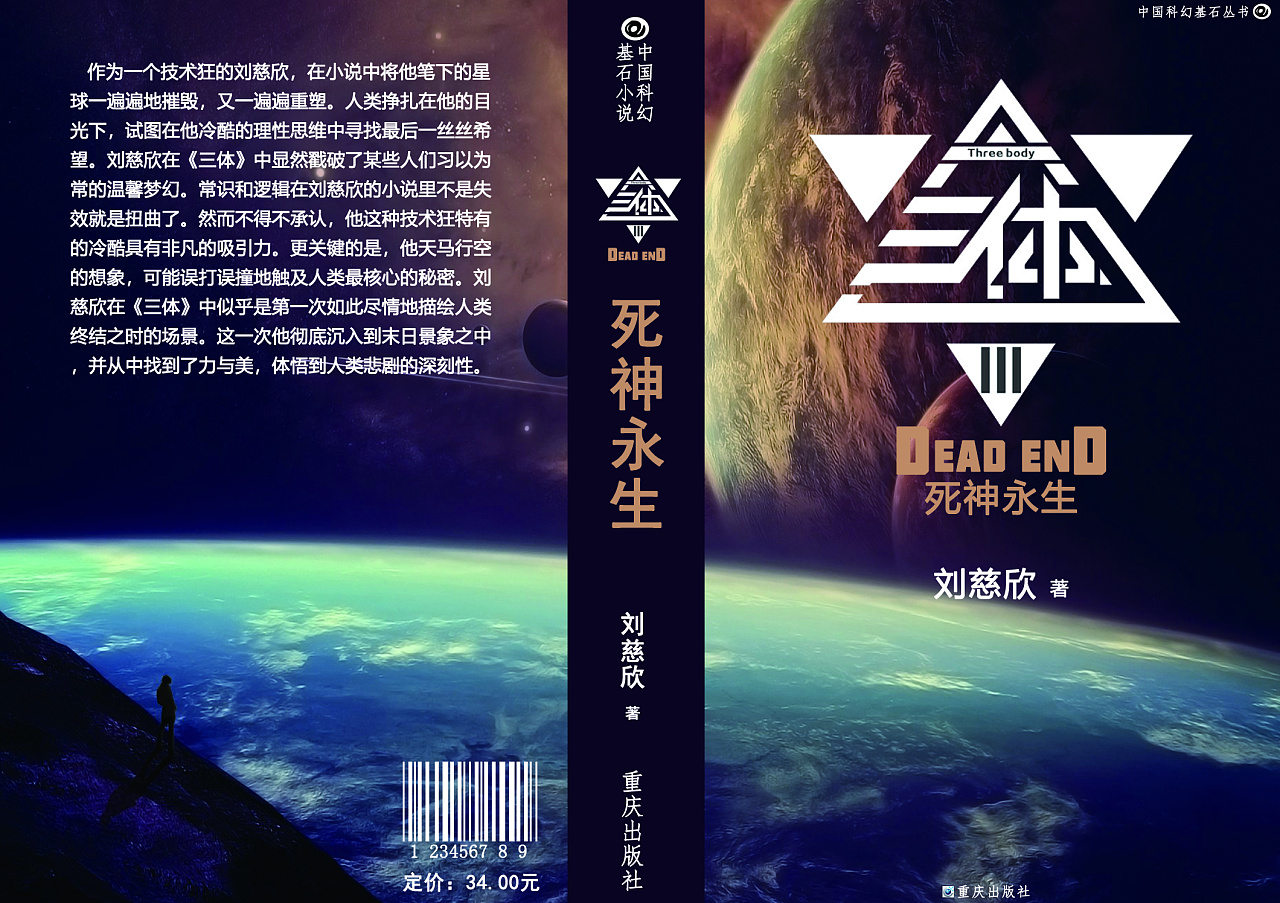 作为一个技术狂的刘慈欣，在小说中将他笔下的星
球一遍遍地摧毁，又一遍遍重塑。人类挣扎在他的目
光下，试图在他冷酷的理性思维中寻找最后一丝丝希
望。刘慈欣在《三体》中显然戳破了某些人们习以为
常的温馨梦幻。常识和逻辑在刘慈欣的小说里不是失
效就是扭曲了。然而不得不承认，他这种技术狂特有
的冷酷具有非凡的吸引力。更关键的是，他天马行空
的想象，可能误打误撞地触及人类最核心的秘密。刘
慈欣在《三体》中似乎是第一次如此尽情地描绘人类
终结之时的场景。这一次他彻底沉入到末日景象之中
，并从中找到了力与美，体悟到人类悲剧的深刻性。
1 234567 8 9
定价：34.00元
中国科幻
基石小说
Three body
三体
III
DEAD END
死神永生
刘慈欣
著
重庆出版社
中国科幻基石丛书
Three body
三体
III
DEAD END
死神永生
刘慈欣 著
重庆出版社